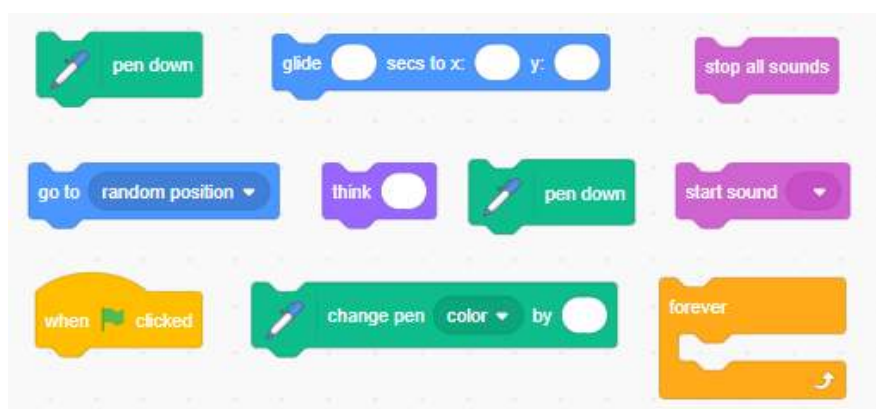 pen down
glide secs to x: y:
stop all sounds
go to random position
think
pen down
start sound
when clicked
change pen color by
forever